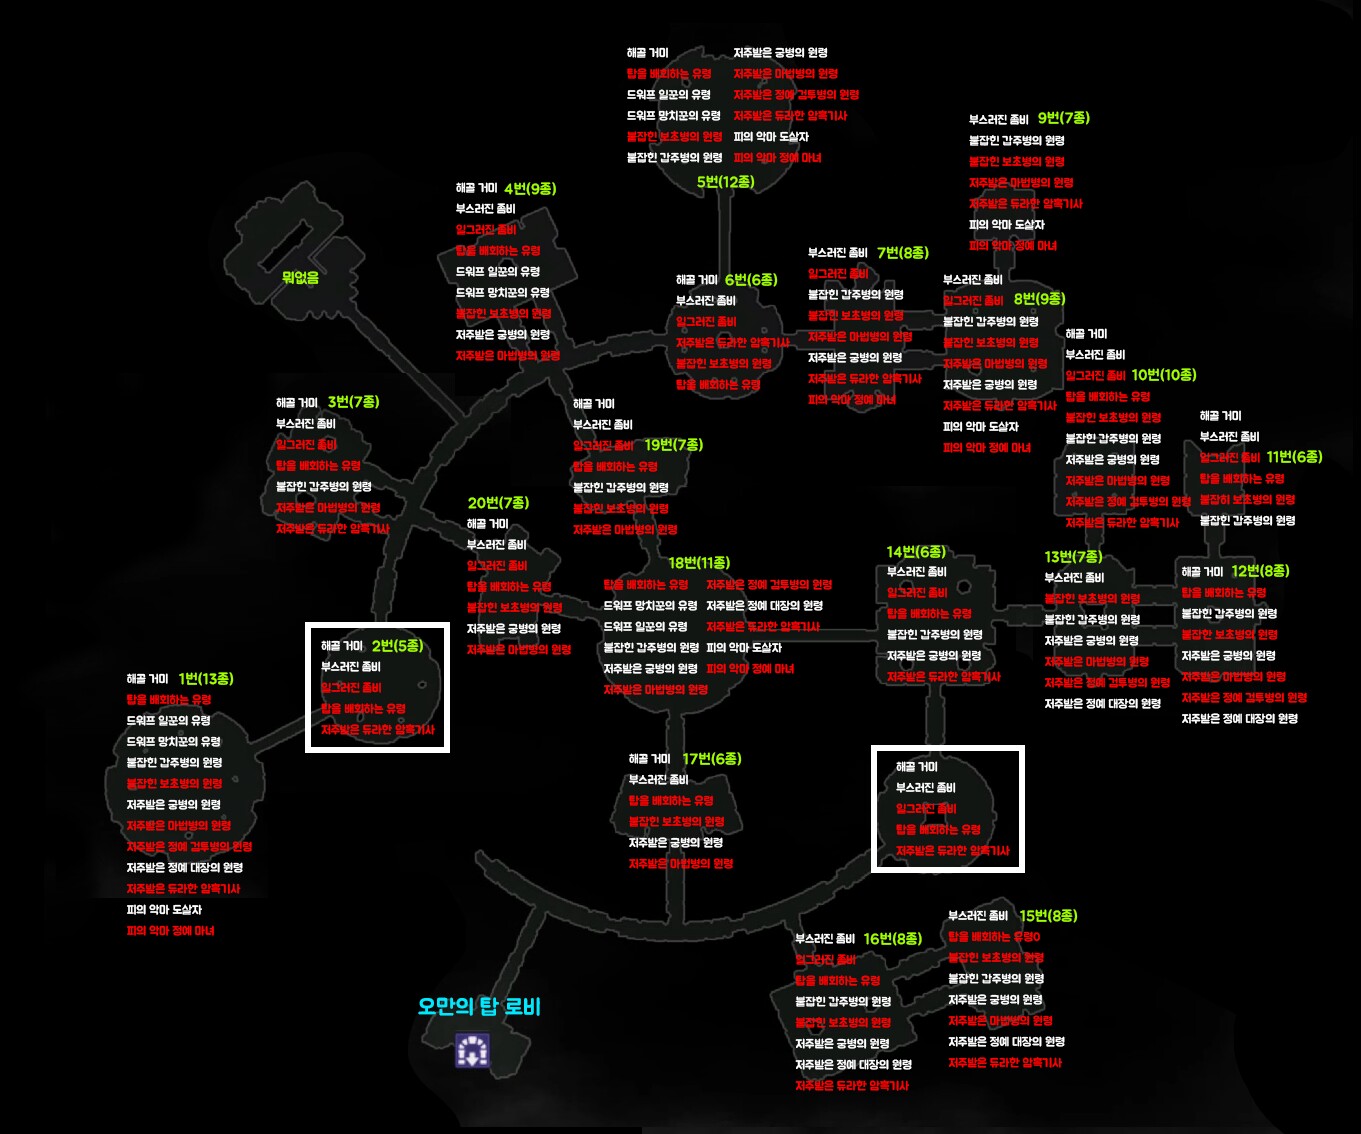 해골 거미
탑을 배회하는 유령
드워프 일꾼의 유령
드워프 망치꾼의 유령
붙잡힌 보초병의 원령
붙잡힌 갑주병의 원령
저주받은 궁병의 원령
저주받은 마법병의 원령
저주받은 정예 검투병의 원령
저주받은 듀라한 암흑기사
피의 악마 도살자
피의 악마 정예 마녀
5번(12종)
부스러진 좀비 9번(7종)
붙잡힌 갑주병의 원령
붙잡힌 보초병의 원령
저주받은 마법병의 원령
저주받은 듀라한 암흑기사
피의 악마 도살자
피의 악마 정예 마녀
해골 거미 4번(9종)
부스러진 좀비
일그러진 좀비
탑을 배회하는 유령
드워프 일꾼의 유령
드워프 망치꾼의 유령
붙잡힌 보초병의 원령
저주받은 궁병의 원령
저주받은 마법병의 원령
뭐없음
해골 거미 6번(6종)
부스러진 좀비
일그러진 좀비
저주받은 듀라한 암흑기사
붙잡힌 보초병의 원령
탑을 배회하는 유령
부스러진 좀비 7번(8종)
일그러진 좀비
붙잡힌 갑주병의 원령
붙잡힌 보초병의 원령
저주받은 마법병의 원령
저주받은 궁병의 원령
저주받은 듀라한 암흑기사
피의 악마 정예 마녀
부스러진 좀비
일그러진 좀비 8번(9종)
붙잡힌 갑주병의 원령
붙잡힌 보초병의 원령
저주받은 마법병의 원령
저주받은 궁병의 원령
저주받은 듀라한 암흑기사
피의 악마 도살자
피의 악마 정예 마녀
해골 거미
부스러진 좀비
일그러진 좀비 10번(10종)
탑을 배회하는 유령
붙잡힌 보초병의 원령
붙잡힌 갑주병의 원령
저주받은 궁병의 원령
저주받은 마법병의 원령
저주받은 정예 검투병의 원령
저주받은 듀라한 암흑기사
해골 거미
부스러진 좀비
일그러진 좀비 11번(6종)
탑을 배회하는 유령
붙잡히 보초병의 원령
붙잡힌 갑주병의 원령
해골 거미 3번(7종)
부스러진 좀비
일그러진 좀비
탑을 배회하는 유령
붙잡힌 갑주병의 원령
저주받은 마법병의 원령
저주받은 듀라한 암흑기사
해골 거미
부스러진 좀비
일그러진 좀비 19번(7종)
탑을 배회하는 유령
붙잡힌 갑주병의 원령
붙잡힌 보초병의 원령
저주받은 마법병의 원령
20번(7종)
해골 거미
부스러진 좀비
일그러진 좀비
탑을 배회하는 유령
붙잡힌 보초병의 원령
저주받은 궁병의 원령
저주받은 마법병의 원령
18번(11종)
탑을 배회하는 유령
드워프 망치꾼의 유령
드워프 일꾼의 유령
붙잡힌 갑주병의 원령
저주받은 궁병의 원령
저주받은 마법병의 원령
저주받은 정예 검투병의 원령
저주받은 정예 대장의 원령
저주받은 듀라한 암흑기사
피의 악마 도살자
피의 악마 정예 마녀
14번(6종)
부스러진 좀비
일그러진 좀비
탑을 배회하는 유령
붙잡힌 갑주병의 원령
저주받은 궁병의 원령
저주받은 듀라한 암흑기사
13번(7종)
부스러진 좀비
붙잡힌 보초병의 원령
붙잡힌 갑주병의 원령
저주받은 궁병의 원령
저주받은 마법병의 원령
저주받은 정예 검투병의 원령
저주받은 정예 대장의 원령
해골 거미 12번(8종)
탑을 배회하는 유령
붙잡힌 갑주병의 원령
붙잡한 보초병의 원령
저주받은 궁병의 원령
저주받은 마법병의 원령
저주받은 정예 검투병의 원령
저주받은 정예 대장의 원령
해골 거미 2번(5종)
부스러진 좀비
일그러진 좀비
탑을 배회하는 유령
저주받은 듀라한 암흑기사
해골 거미 1번(13종)
탑을 배회하는 유령
드워프 일꾼의 유령
드워프 망치꾼의 유령
붙잡힌 갑주병의 원령
붙잡힌 보초병의 원령
저주받은 궁병의 원령
저주받은 마법병의 원령
저주받은 정예 검투병의 원령
저주받은 정예 대장의 원령
저주받은 듀라한 암흑기사
피의 악마 도살자
피의 악마 정예 마녀
해골 거미 17번(6종)
부스러진 좀비
탑을 배회하는 유령
붙잡힌 보초병의 원령
저주받은 궁병의 원령
저주받은 마법병의 원령
해골 거미
부스러진 좀비
일그러진 좀비
탑을 배회하는 유령
저주받은 듀라한 암흑기사
부스러진 좀비 15번(8종)
탑을 배회하는 유령0
붙잡힌 보초병의 원령
붙잡힌 갑주병의 원령
저주받은 궁병의 원령
저주받은 마법병의 원령
저주받은 정예 대장의 원령
저주받은 듀라한 암흑기사
부스러진 좀비 16번(8종)
일그러진 좀비
탑을 배회하는 유령
붙잡힌 갑주병의 원령
붙잡힌 보초병의 원령
저주받은 궁병의 원령
저주받은 정예 대장의 원령
저주받은 듀라한 암흑기사
오만의 탑 로비